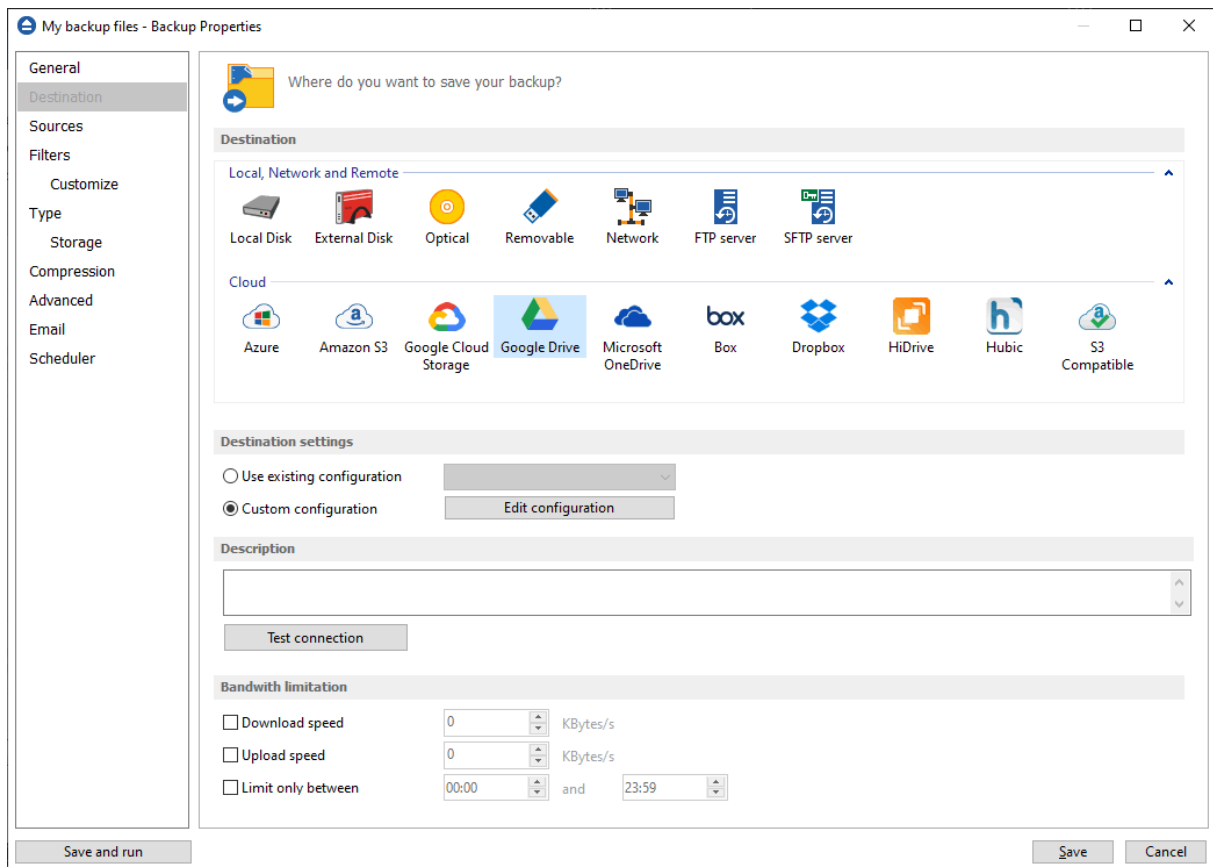 My backup files - Backup Properties
General
Destination
Sources
Filters
Customize
Type
Storage
Compression
Advanced
Email
Scheduler
Where do you want to save your backup?
Destination
Local, Network and Remote
Local Disk External Disk Optical Removable Network FTP server SFTP server
Cloud
Azure Amazon S3 Google Cloud Google Drive Microsoft Box Dropbox HiDrive Hubic S3
Storage OneDrive Compatible
Destination settings
Use existing configuration
Custom configuration Edit configuration
Description
Test connection
Bandwith limitation
Download speed 0 KBytes/s
Upload speed 0 KBytes/s
Limit only between 00:00 and 23:59
Save and run Save Cancel